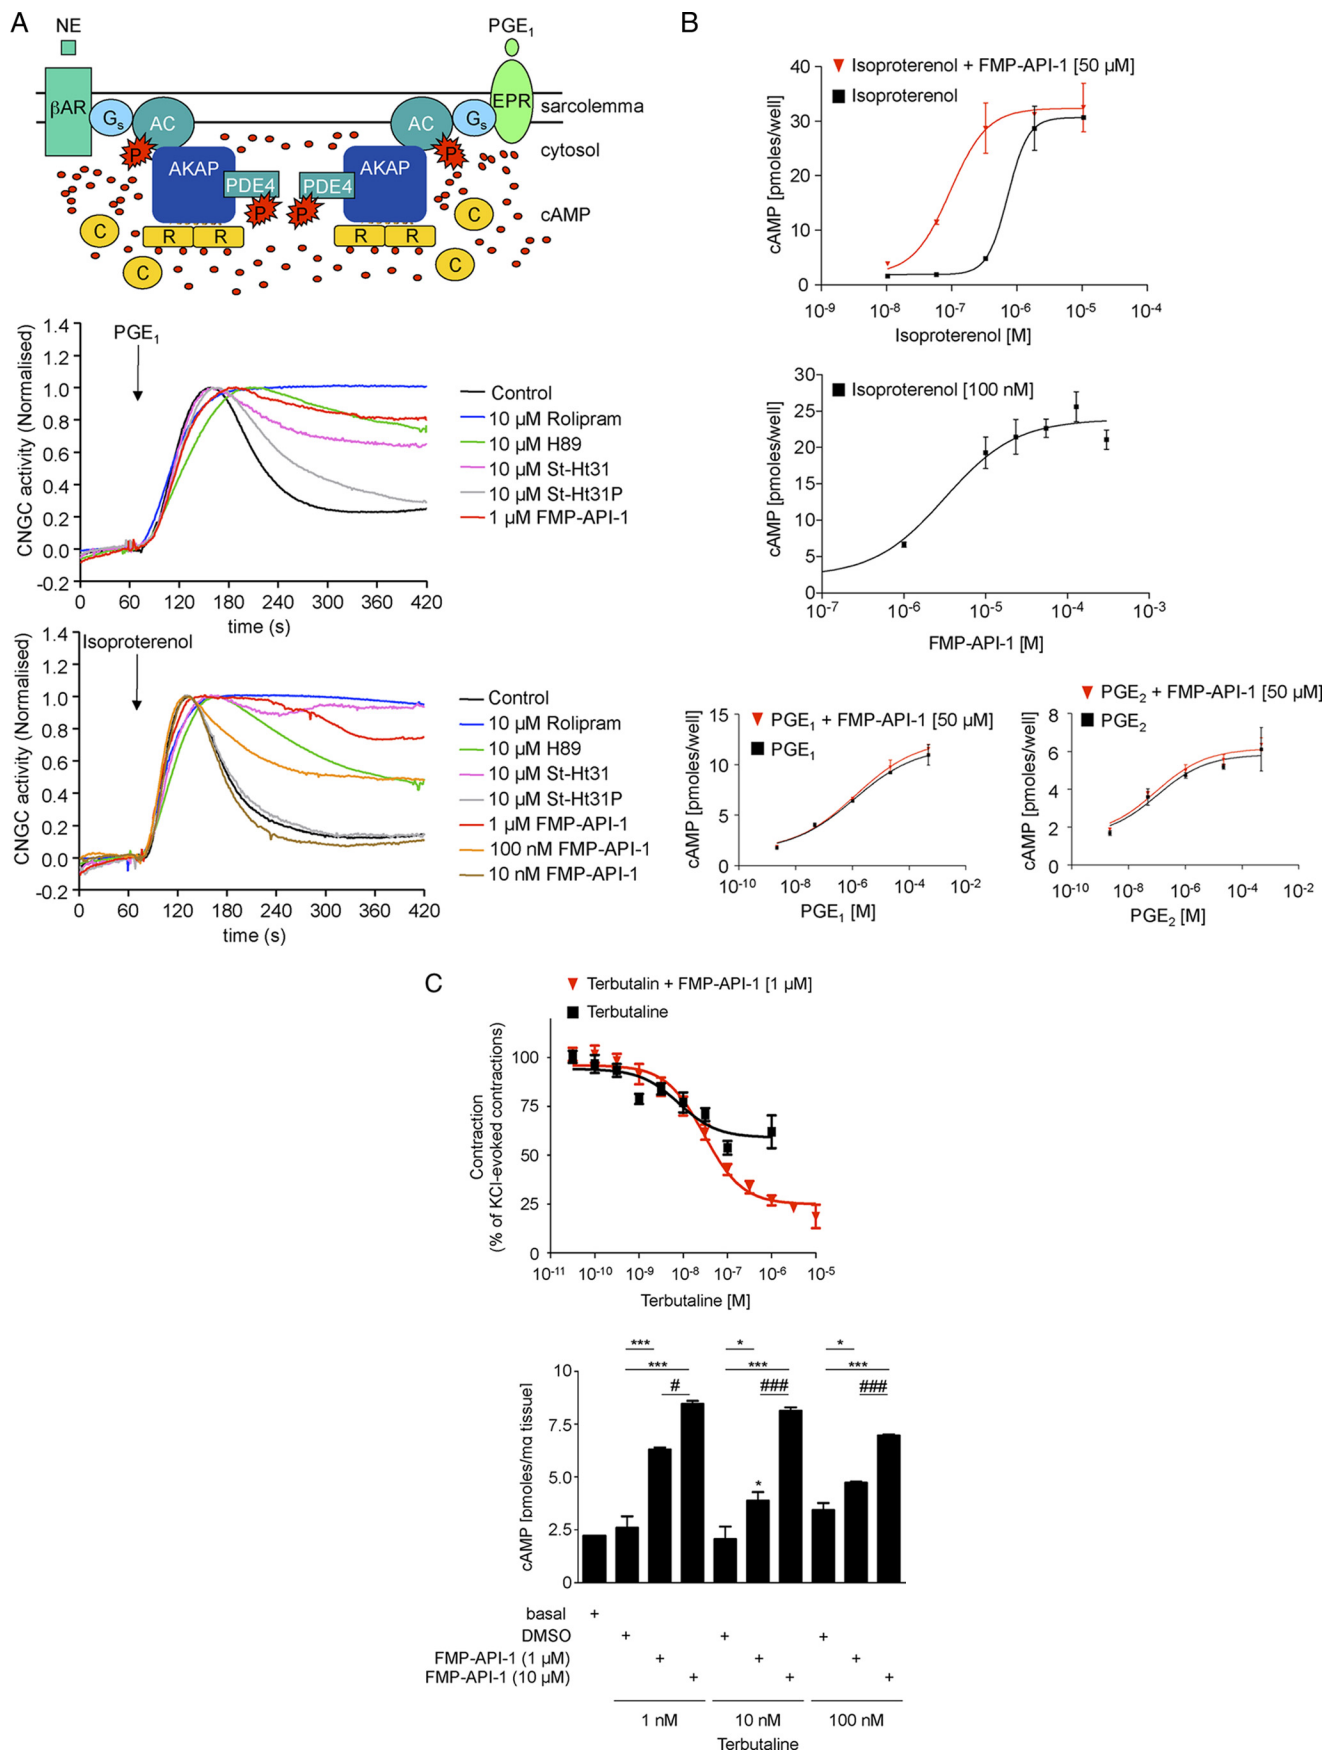 A
NE
PGE1
βAR
Gs
AC
AC
Gs
EPR
sarcolemma
P
P
cytosol
AKAP
AKAP
PDE4
PDE4
P
P
cAMP
C
C
R R
R R
C
C
PGE1
CNGC activity (Normalised)
1.4
1.2
1.0
0.8
0.6
0.4
0.2
0.0
-0.2
0 60 120 180 240 300 360 420
time (s)
Control
10 µM Rolipram
10 µM H89
10 µM St-Ht31
10 µM St-Ht31P
1 µM FMP-API-1
Isoproterenol
CNGC activity (Normalised)
1.4
1.2
1.0
0.8
0.6
0.4
0.2
0.0
-0.2
0 60 120 180 240 300 360 420
time (s)
Control
10 µM Rolipram
10 µM H89
10 µM St-Ht31
10 µM St-Ht31P
1 µM FMP-API-1
100 nM FMP-API-1
10 nM FMP-API-1
B
Isoproterenol + FMP-API-1 [50 µM]
Isoproterenol
cAMP [pmoles/well]
40
30
20
10
0
10-9 10-8 10-7 10-6 10-5 10-4
Isoproterenol [M]
Isoproterenol [100 nM]
cAMP [pmoles/well]
30
25
20
15
10
5
0
10-7 10-6 10-5 10-4 10-3
FMP-API-1 [M]
PGE1 + FMP-API-1 [50 µM]
PGE1
cAMP [pmoles/well]
15
10
5
0
10-10 10-8 10-6 10-4 10-2
PGE1 [M]
PGE2 + FMP-API-1 [50 µM]
PGE2
cAMP [pmoles/well]
8
6
4
2
0
10-10 10-8 10-6 10-4 10-2
PGE2 [M]
C
Terbutalin + FMP-API-1 [1 µM]
Terbutaline
Contraction
(% of KCl-evoked contractions)
100
75
50
25
0
10-11 10-10 10-9 10-8 10-7 10-6 10-5
Terbutaline [M]
*** * *
*** *** ***
# ### ###
*
cAMP [pmoles/mg tissue]
10
7.5
5.0
2.5
0
basal +
DMSO + + +
FMP-API-1 (1 µM) + + +
FMP-API-1 (10 µM) + + +
1 nM 10 nM 100 nM
Terbutaline